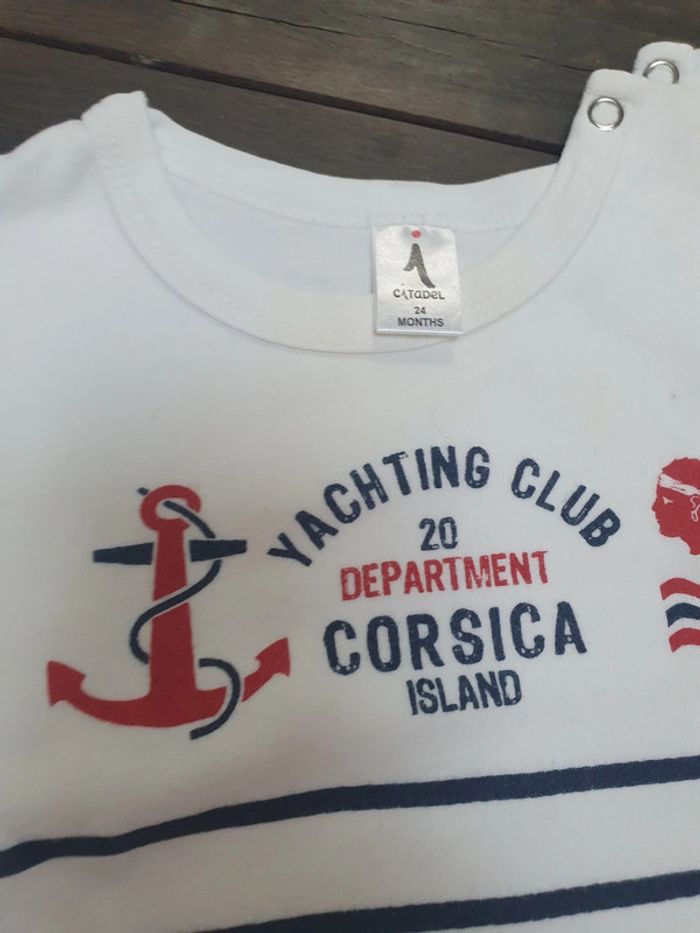 CiTaDeL
24
MONTHS
YACHTING CLUB
20
DEPARTMENT
CORSICA
ISLAND